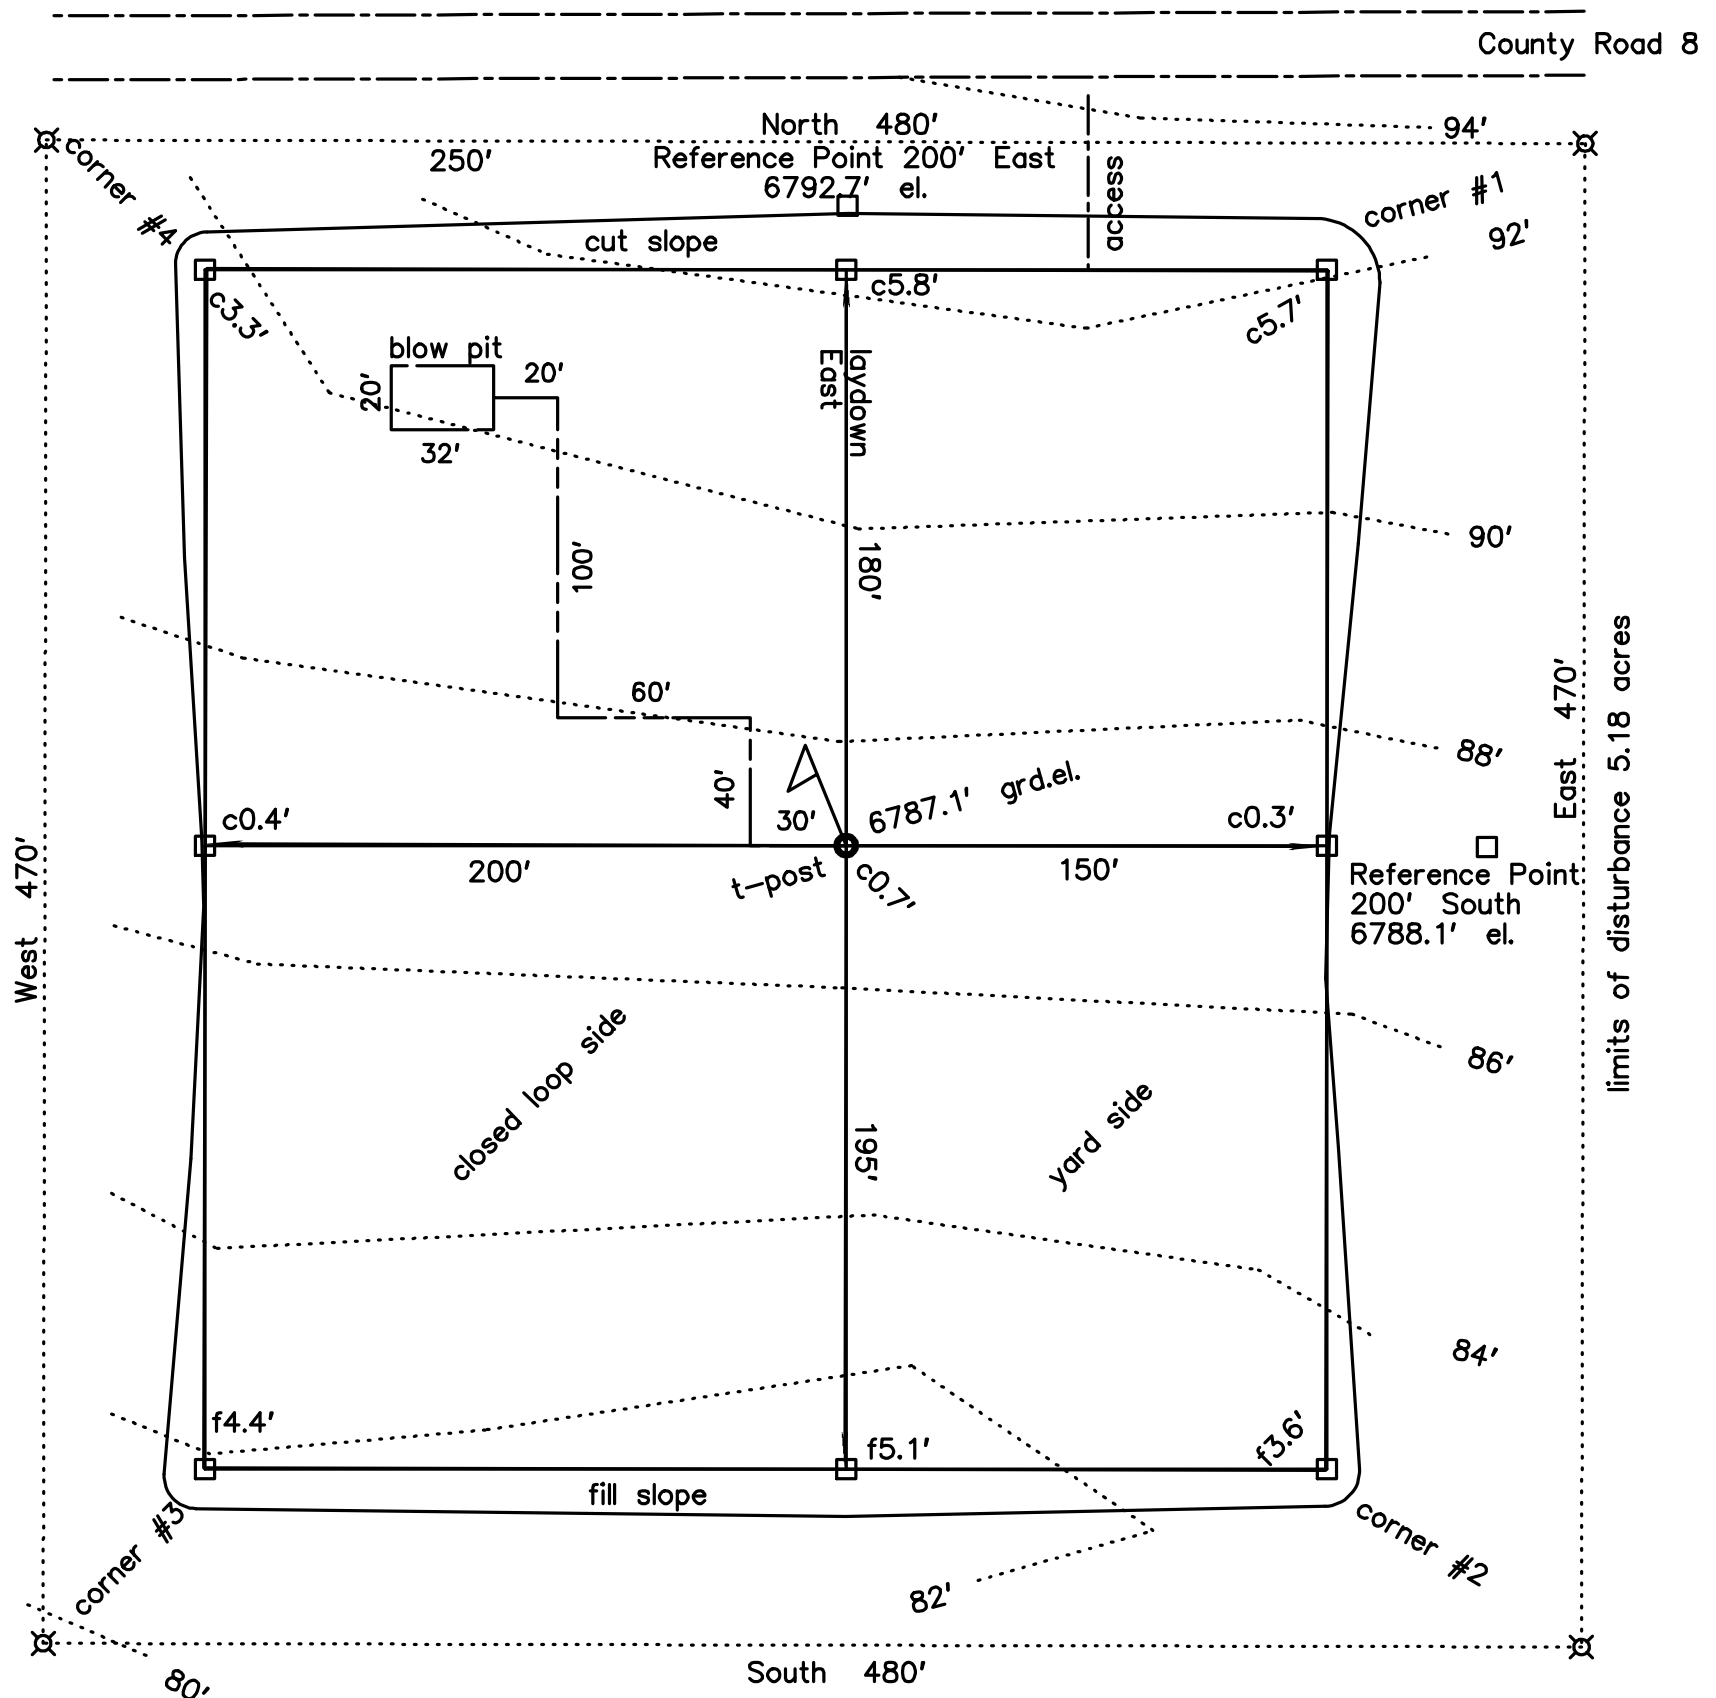 County Road 8
North 480'
94'
250'
Reference Point 200' East
6792.7' el.
access
corner #4
corner #1
92'
cut slope
c3.3'
c5.8'
c5.7'
blow pit
20'
20'
32'
laydown
East
90'
100'
180'
60'
88'
40'
30'
6787.1' grd.el.
c0.4'
c0.3'
200'
t-post
c0.7'
150'
Reference Point
200' South
6788.1' el.
West 470'
East 470'
limits of disturbance 5.18 acres
86'
closed loop side
yard side
195'
84'
f4.4'
f5.1'
f3.6'
fill slope
corner #3
corner #2
82'
80'
South 480'